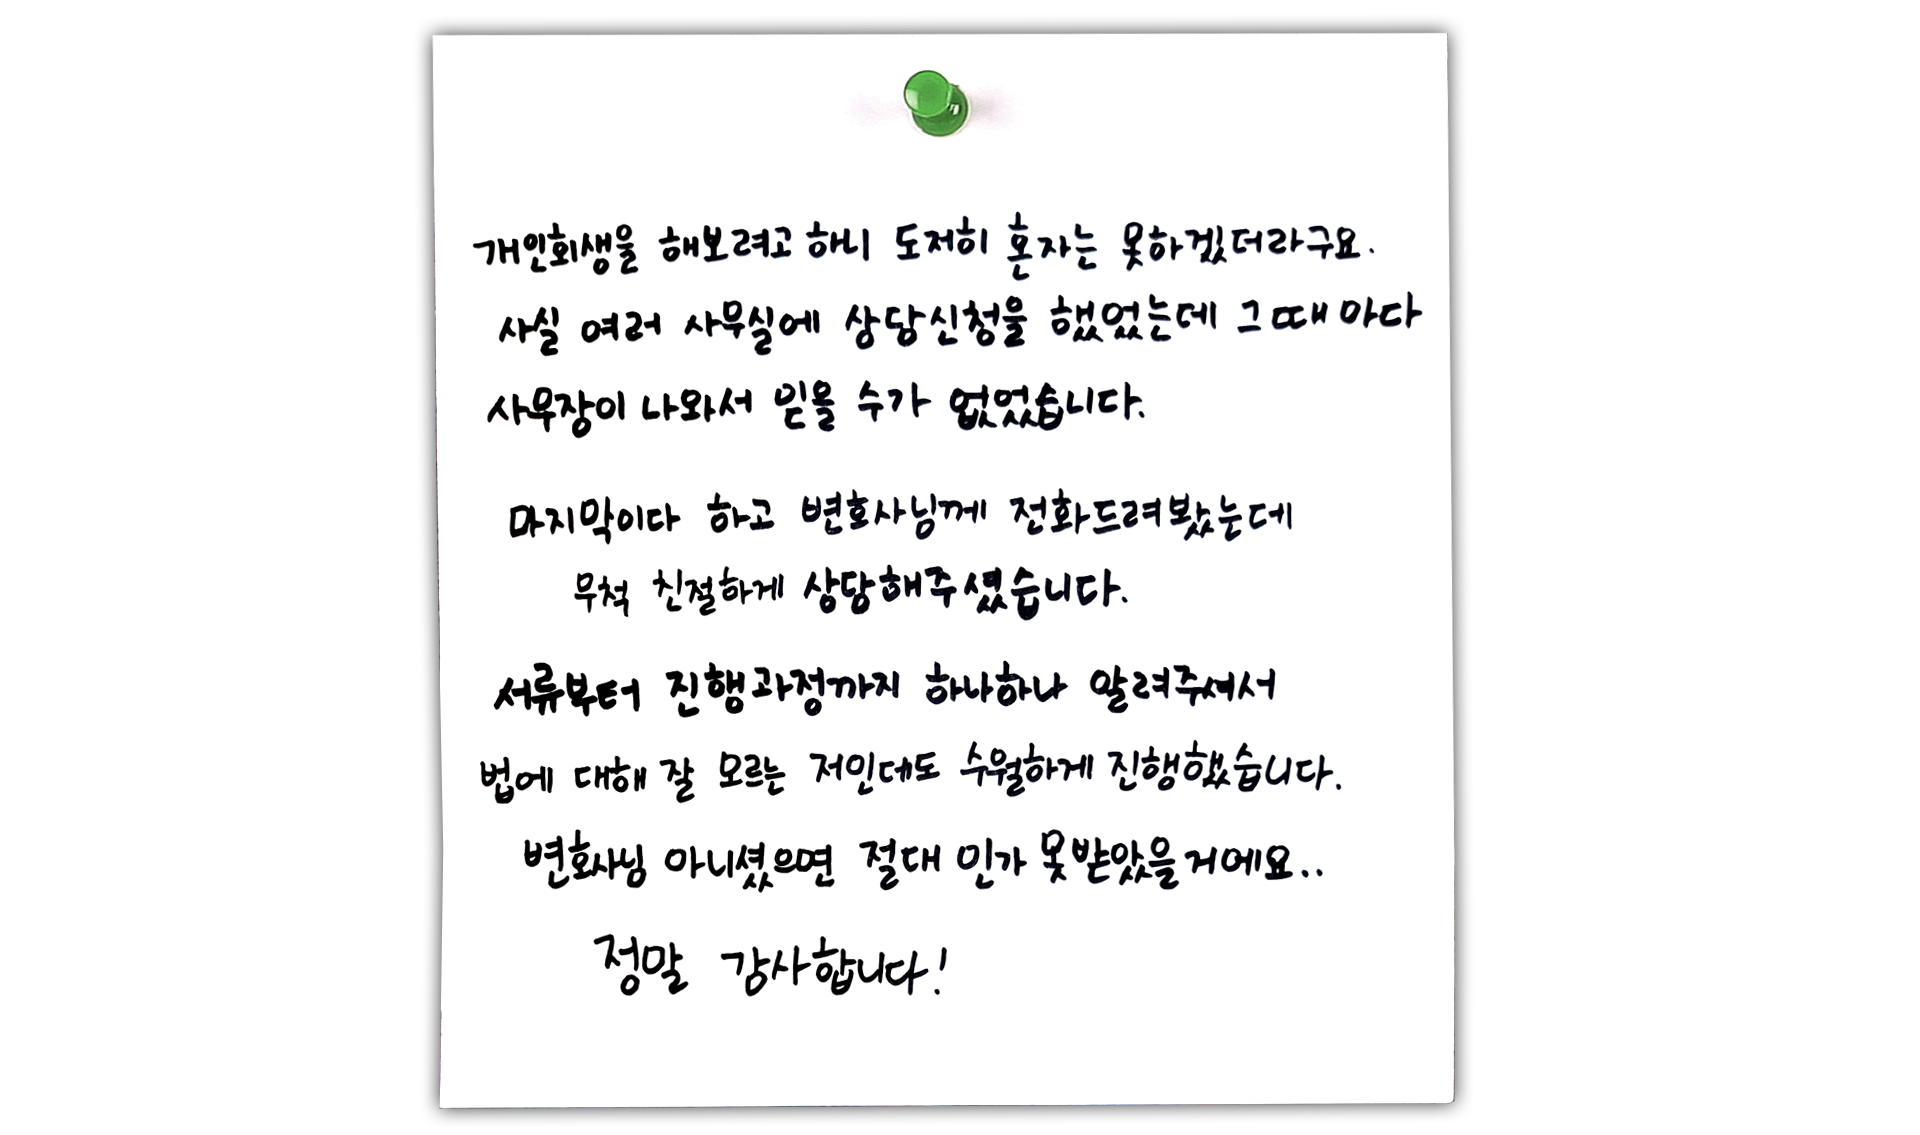 개인회생을 해보려고 하니 도저히 혼자는 못하겠더라구요.
사실 여러 사무실에 상담신청을 했었는데 그때마다
사무장이 나와서 믿을 수가 없었습니다.
마지막이다 하고 변호사님께 전화드려봤는데
무척 친절하게 상담해주셨습니다.
서류부터 진행과정까지 하나하나 알려주셔서
법에 대해 잘 모르는 저인데도 수월하게 진행했습니다.
변호사님 아니셨으면 절대 인가 못받았을거에요..
정말 감사합니다!